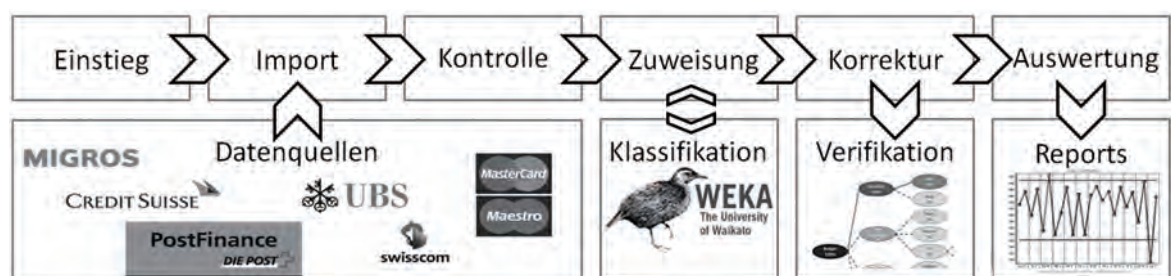 Einstieg
Import
Kontrolle
Zuweisung
Korrektur
Auswertung
Datenquellen
MIGROS
CREDIT SUISSE
UBS
MasterCard
Maestro
PostFinance
DIE POST
swisscom
Klassifikation
WEKA
The University
of Waikato
Verifikation
Reports